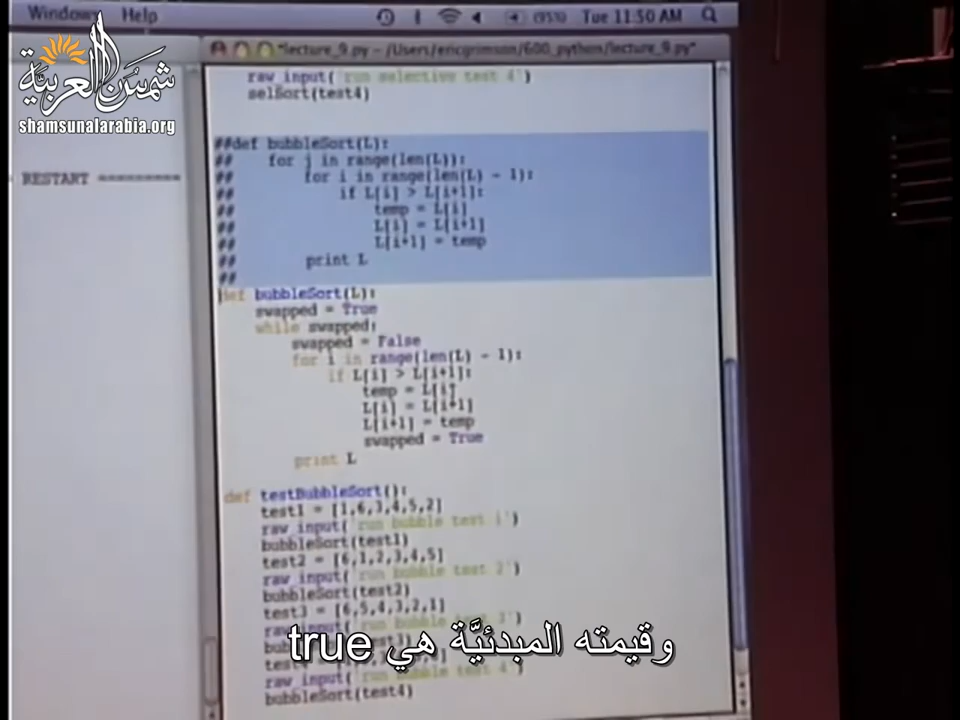 Windows Help
(95%) Tue 11:50 AM
*lecture_9.py - /Users/ericgrimson/600_python/lecture_9.py*
شمسُ العربيّة
shamsunalarabia.org
RESTART =========
raw_input('run selective test 4')
selSort(test4)
##def bubbleSort(L):
## for j in range(len(L)):
## for i in range(len(L) - 1):
## if L[i] > L[i+1]:
## temp = L[i]
## L[i] = L[i+1]
## L[i+1] = temp
## print L
##
def bubbleSort(L):
swapped = True
while swapped:
swapped = False
for i in range(len(L) - 1):
if L[i] > L[i+1]:
temp = L[i]
L[i] = L[i+1]
L[i+1] = temp
swapped = True
print L
def testBubbleSort():
test1 = [1,6,3,4,5,2]
raw_input('run bubble test 1')
bubbleSort(test1)
test2 = [6,1,2,3,4,5]
raw_input('run bubble test 2')
bubbleSort(test2)
test3 = [6,5,4,3,2,1]
وقيمته المبدئيَّة هي true
raw_input('run bubble test 4')
bubbleSort(test4)